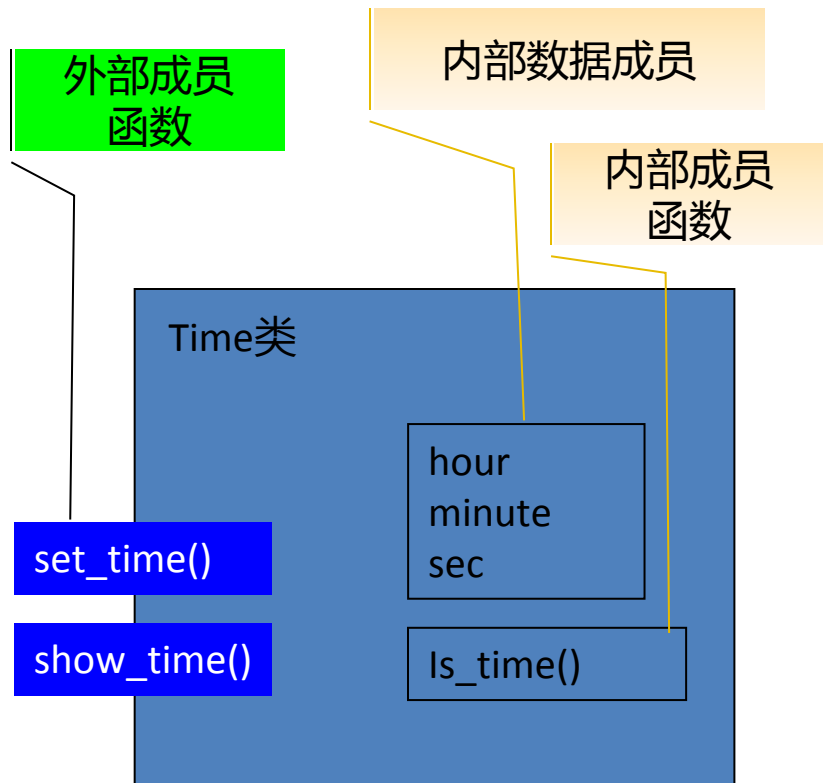 外部成员
函数
内部数据成员
内部成员
函数
Time类
hour
minute
sec
set_time()
show_time()
Is_time()